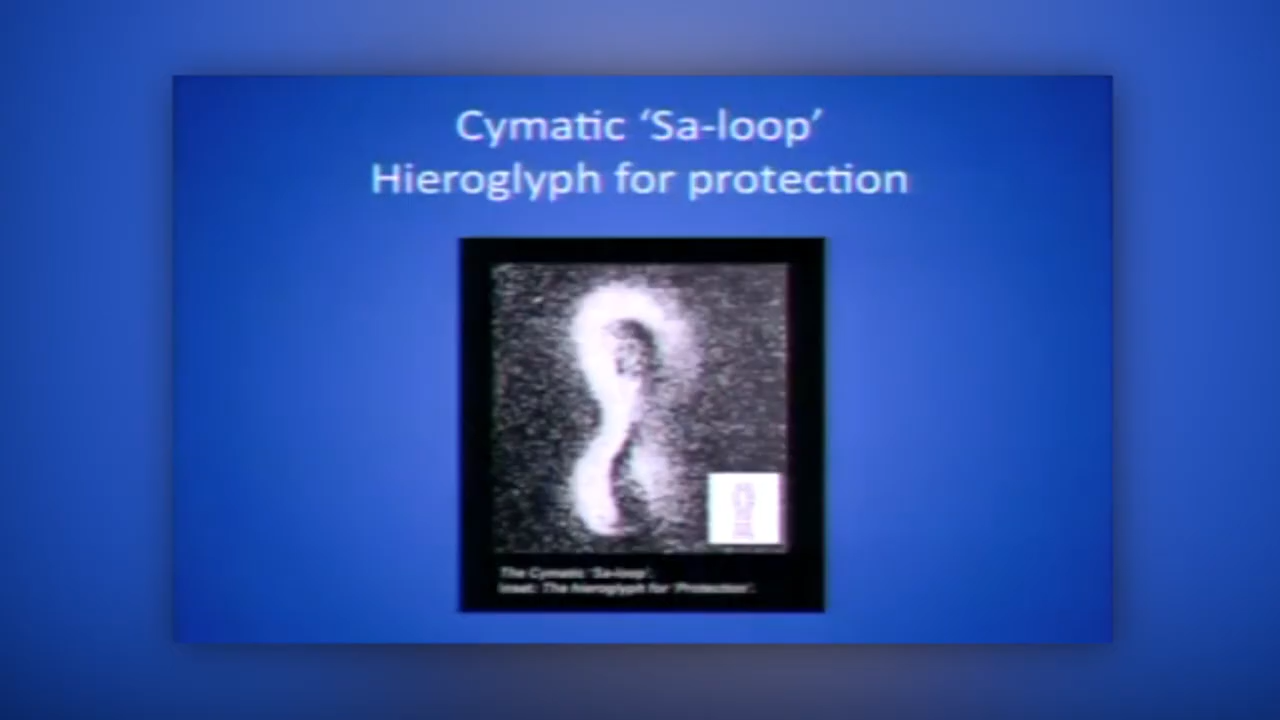 Cymatic ‘Sa-loop’
Hieroglyph for protection
The Cymatic 'Sa-loop'.
Inset: The hieroglyph for 'Protection'.